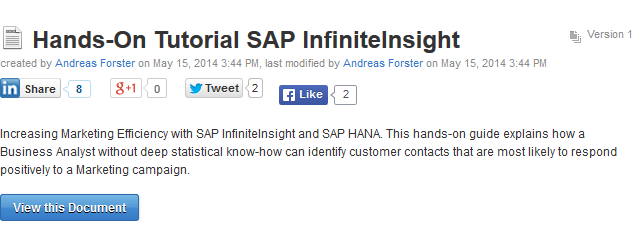 Hands-On Tutorial SAP InfiniteInsight
Version 1
created by Andreas Forster on May 15, 2014 3:44 PM, last modified by Andreas Forster on May 15, 2014 3:44 PM
in Share 8 g+1 0 Tweet 2 f Like 2
Increasing Marketing Efficiency with SAP InfiniteInsight and SAP HANA. This hands-on guide explains how a
Business Analyst without deep statistical know-how can identify customer contacts that are most likely to respond
positively to a Marketing campaign.
View this Document